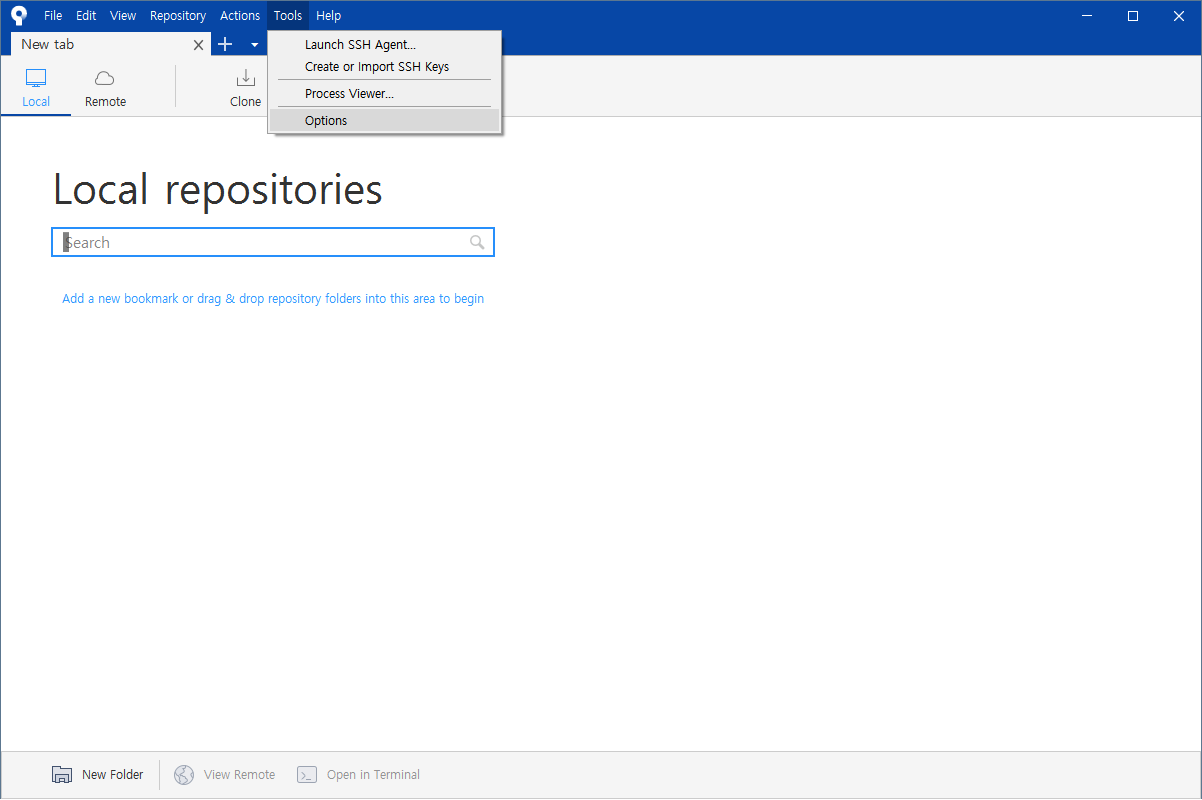 File Edit View Repository Actions Tools Help
New tab
Launch SSH Agent...
Create or Import SSH Keys
Process Viewer...
Options
Local Remote Clone
Local repositories
Search
Add a new bookmark or drag & drop repository folders into this area to begin
New Folder View Remote Open in Terminal